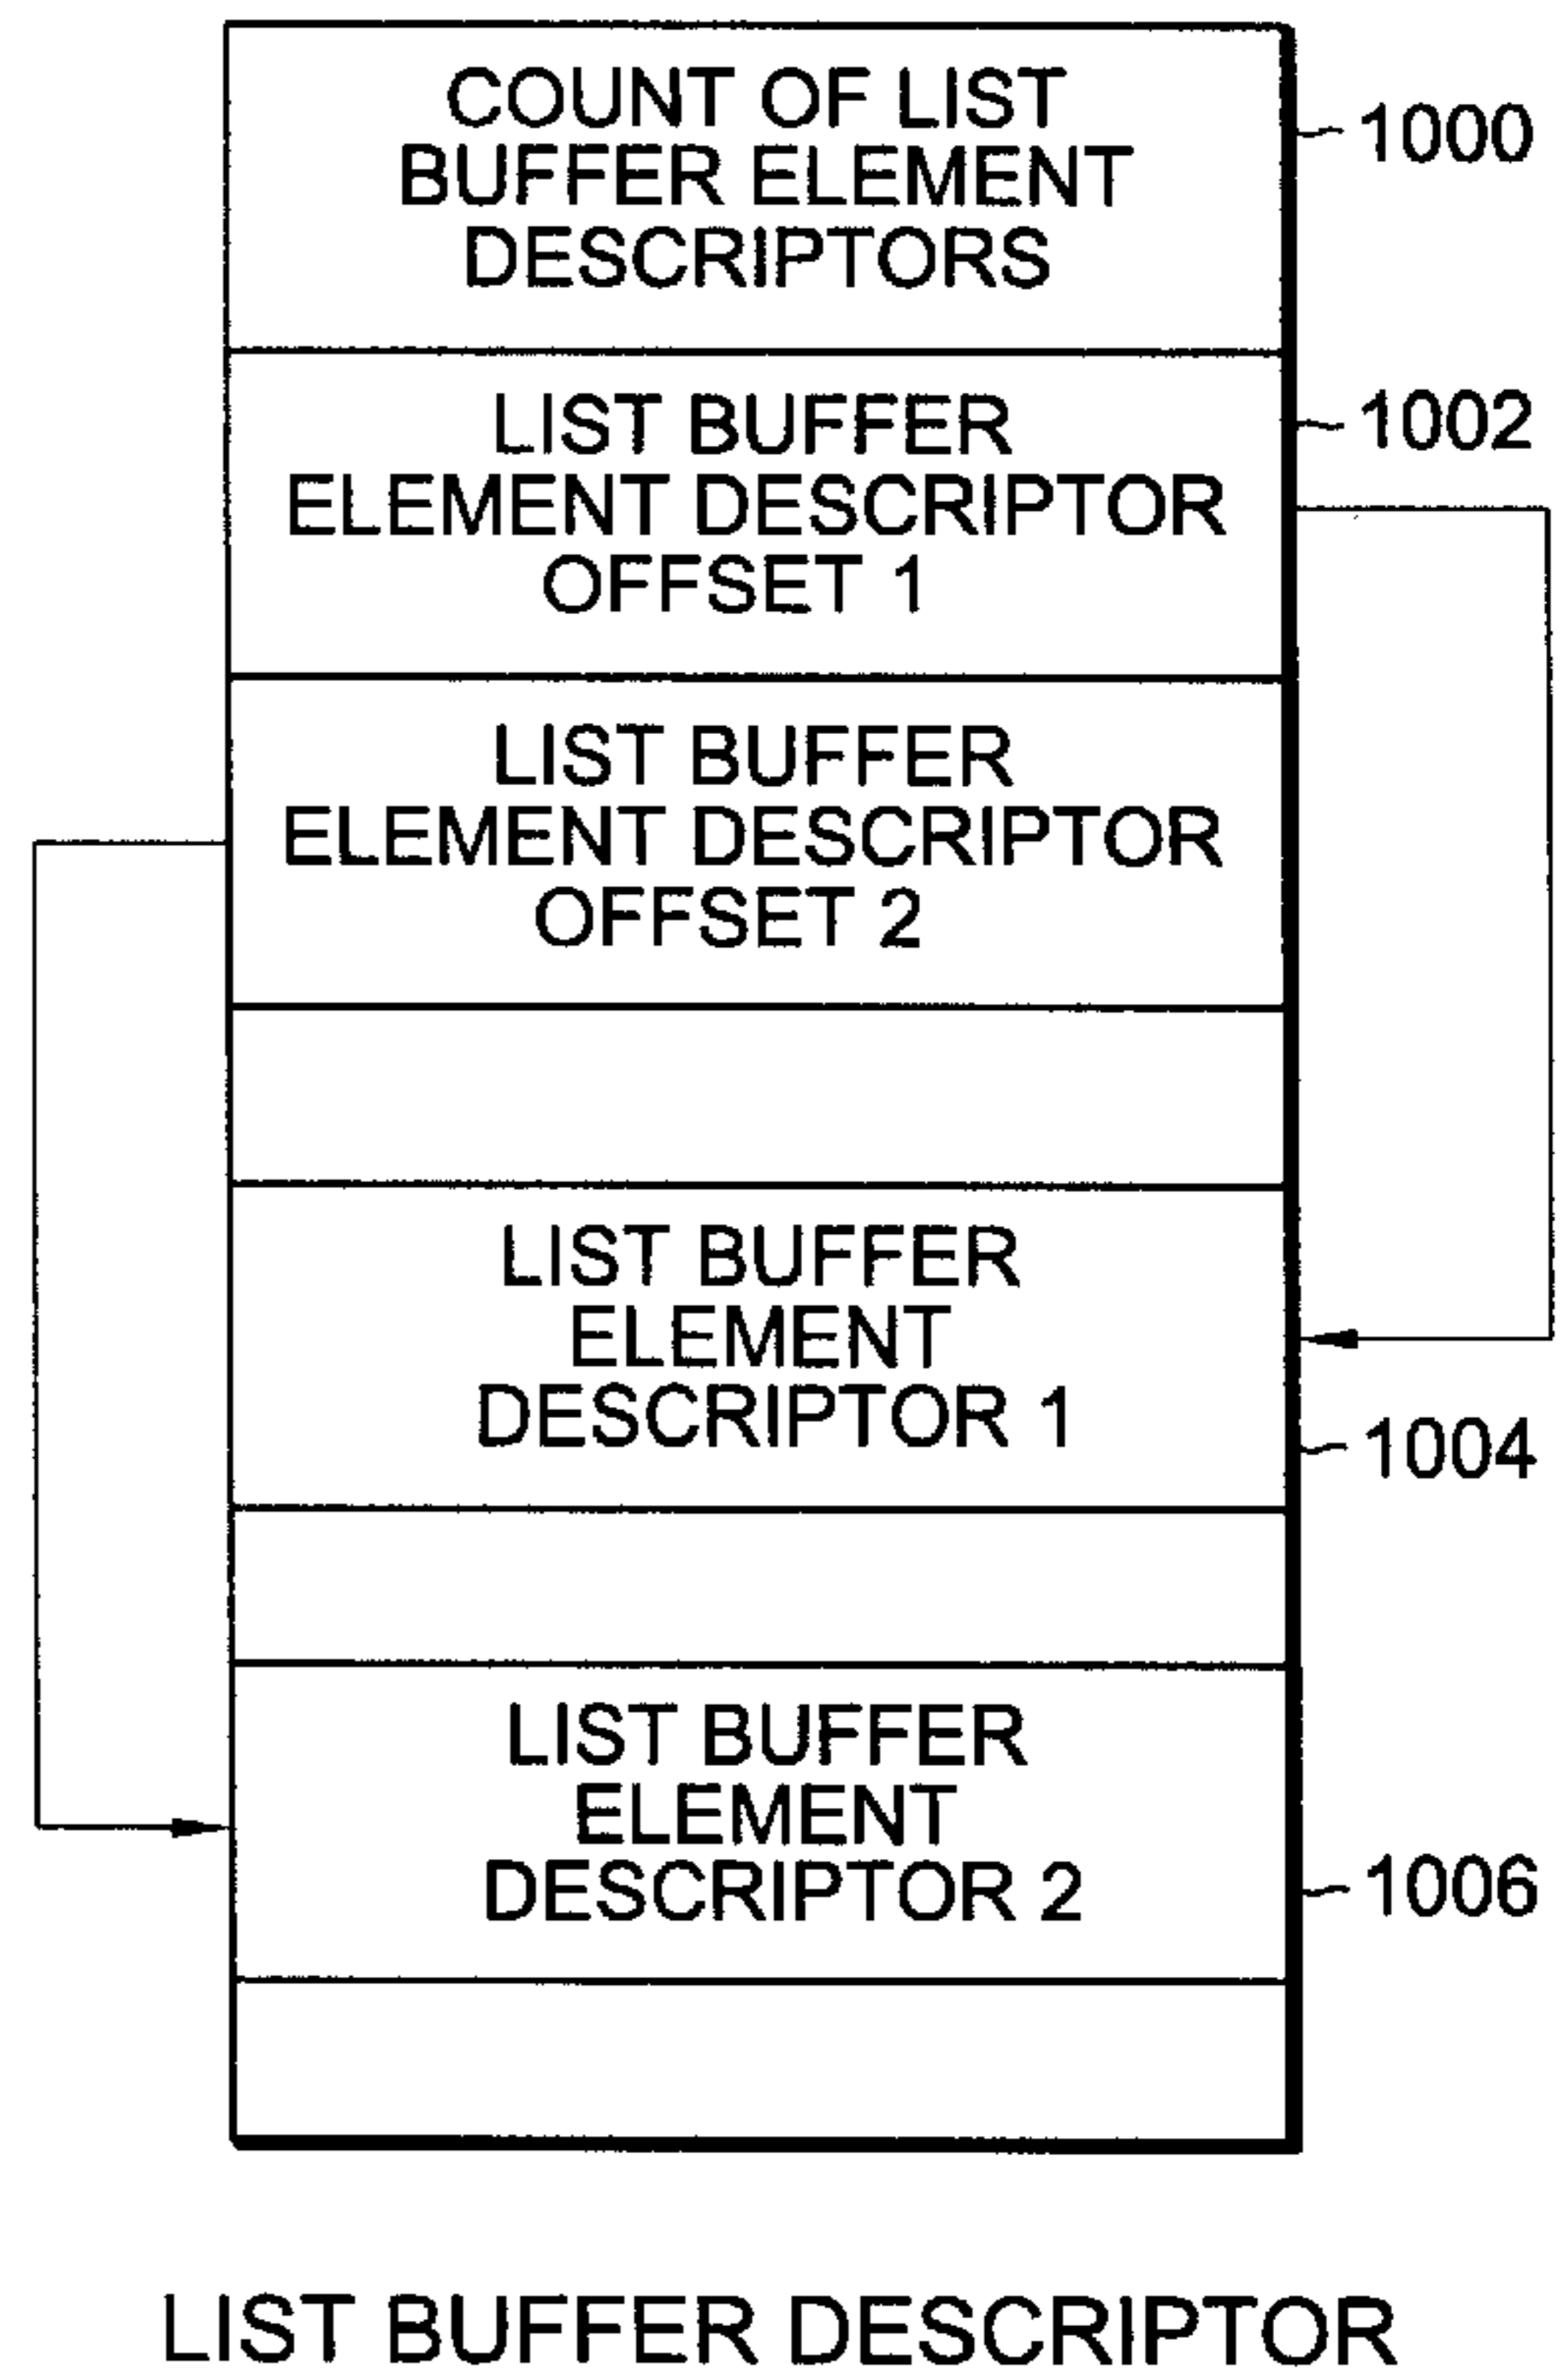 COUNT OF LIST
BUFFER ELEMENT
DESCRIPTORS
1000
LIST BUFFER
ELEMENT DESCRIPTOR
OFFSET 1
1002
LIST BUFFER
ELEMENT DESCRIPTOR
OFFSET 2
LIST BUFFER
ELEMENT
DESCRIPTOR 1
1004
LIST BUFFER
ELEMENT
DESCRIPTOR 2
1006
LIST BUFFER DESCRIPTOR